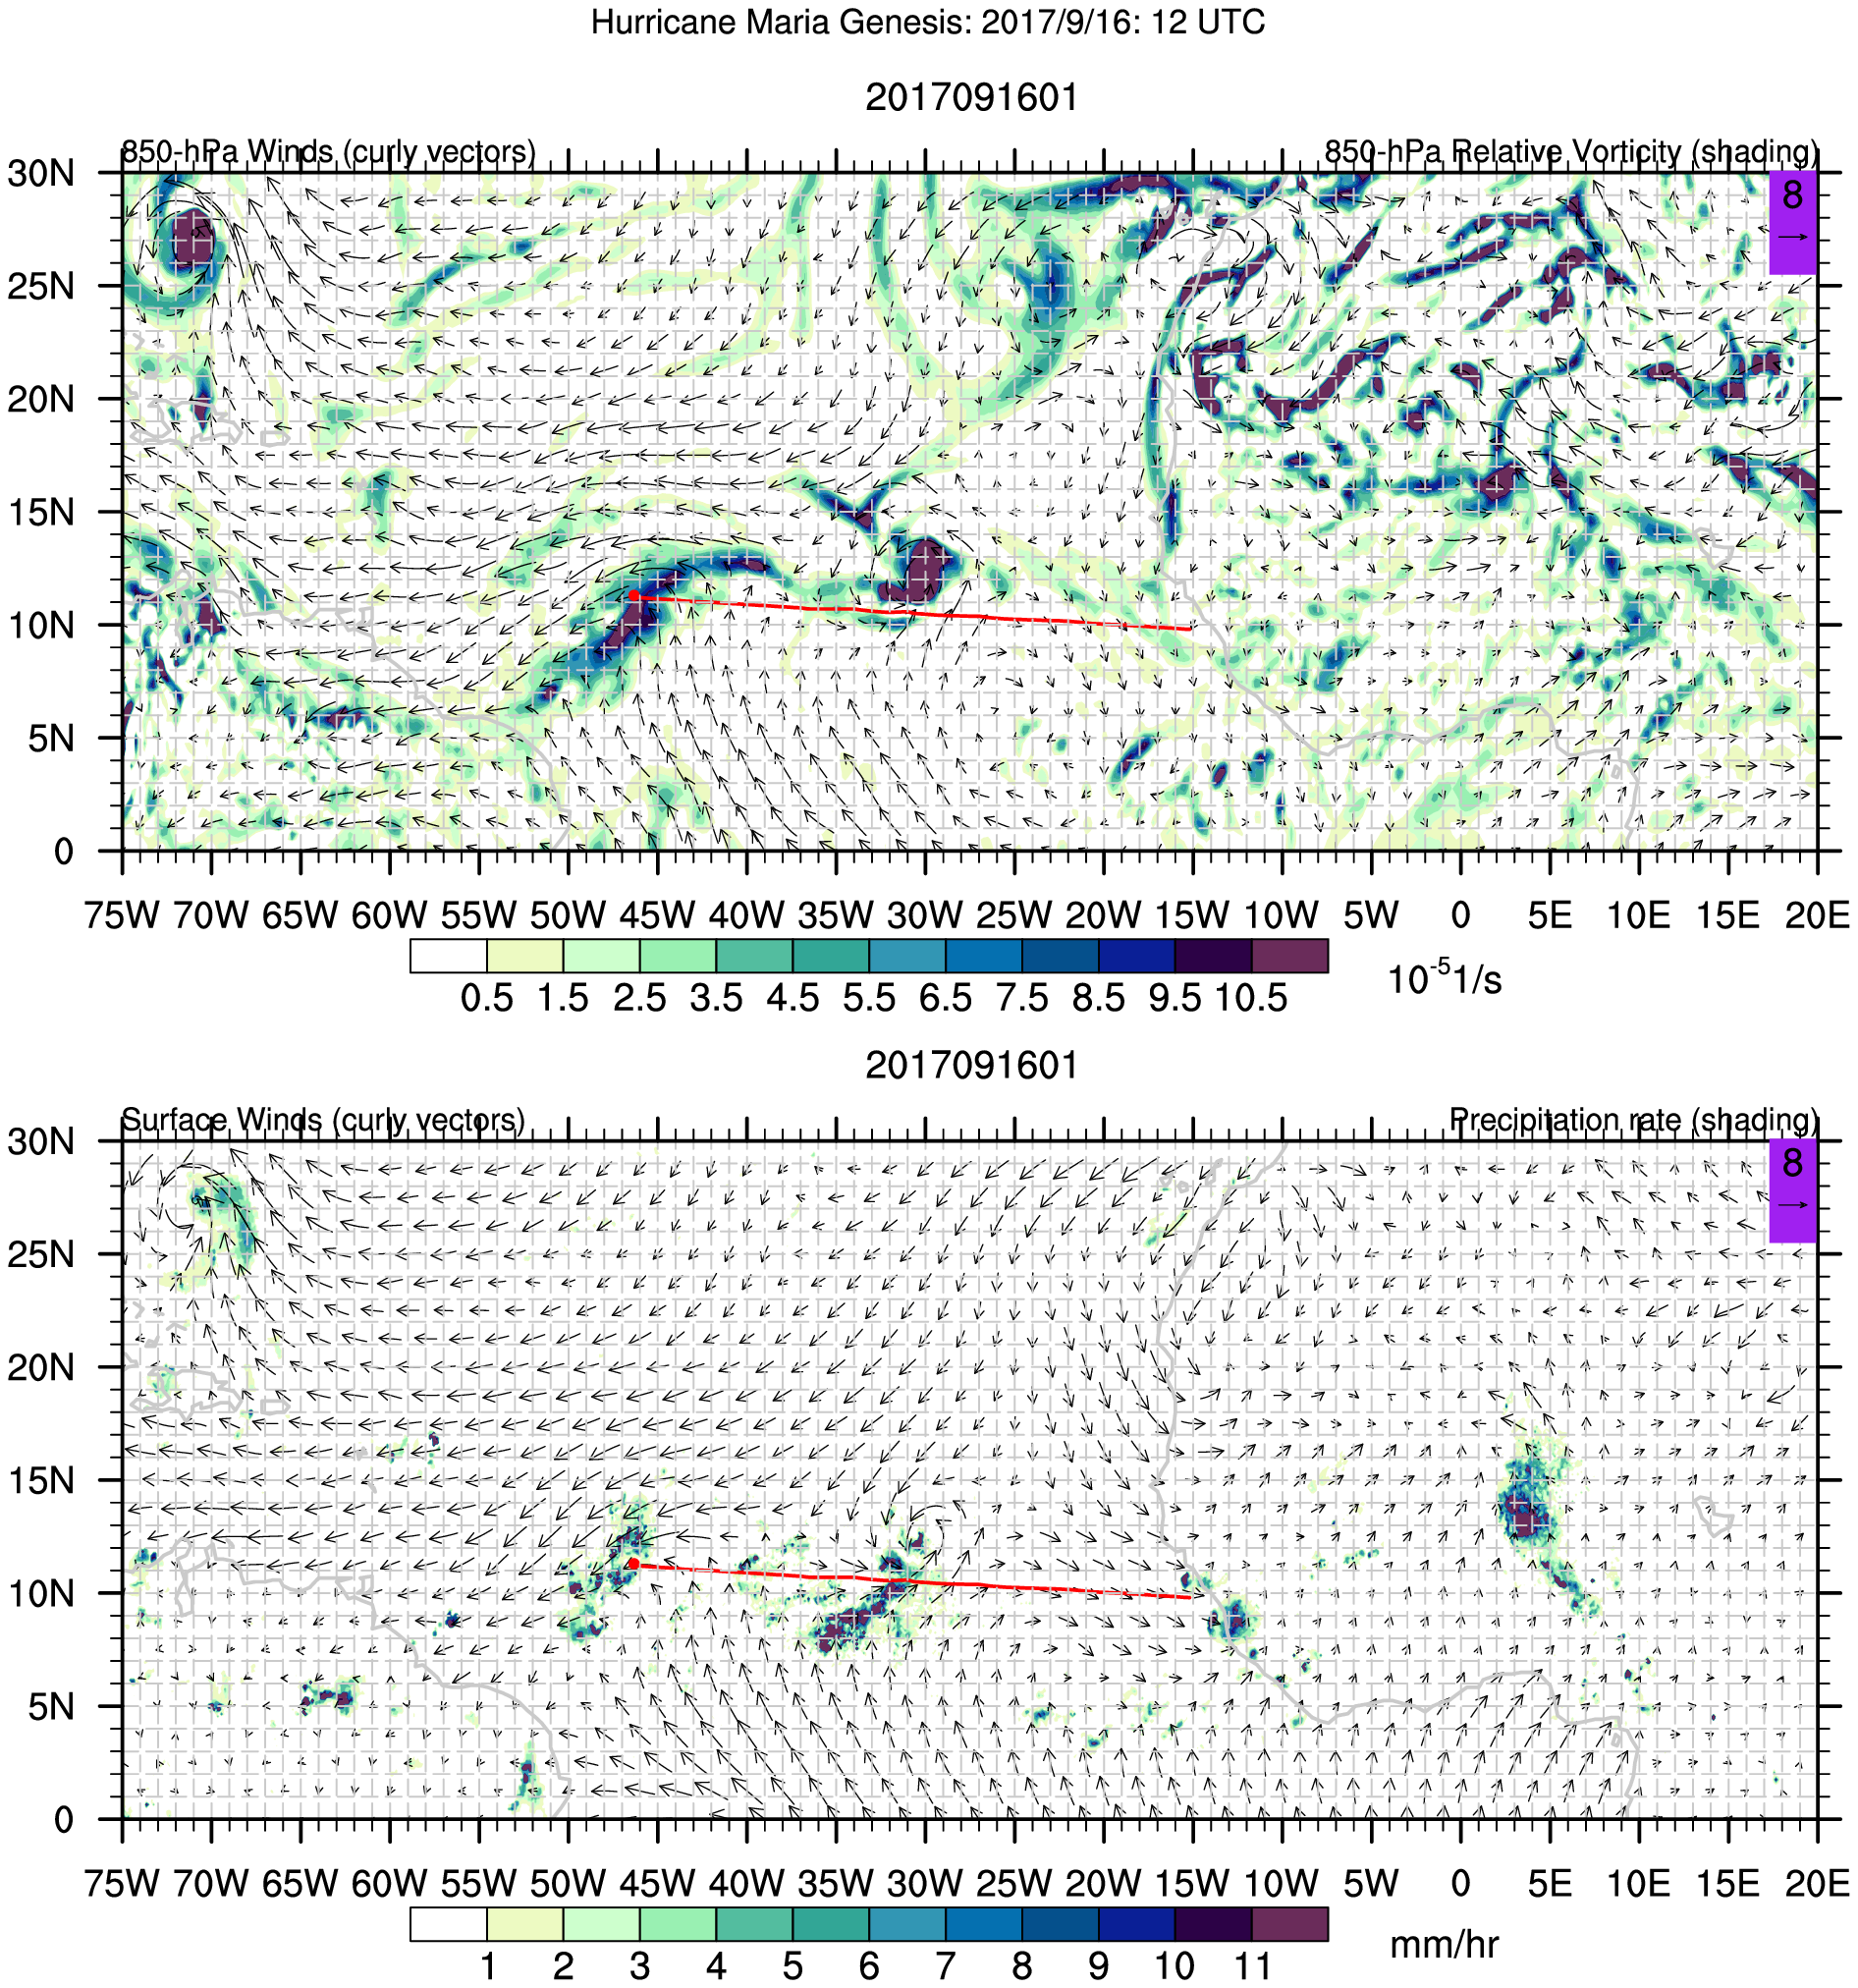 Hurricane Maria Genesis: 2017/9/16: 12 UTC
2017091601
850-hPa Winds (curly vectors) 850-hPa Relative Vorticity (shading)
8
30N
25N
20N
15N
10N
5N
0
75W 70W 65W 60W 55W 50W 45W 40W 35W 30W 25W 20W 15W 10W 5W 0 5E 10E 15E 20E
0.5 1.5 2.5 3.5 4.5 5.5 6.5 7.5 8.5 9.5 10.5
10⁻⁵1/s
2017091601
Surface Winds (curly vectors) Precipitation rate (shading)
8
30N
25N
20N
15N
10N
5N
0
75W 70W 65W 60W 55W 50W 45W 40W 35W 30W 25W 20W 15W 10W 5W 0 5E 10E 15E 20E
1 2 3 4 5 6 7 8 9 10 11
mm/hr